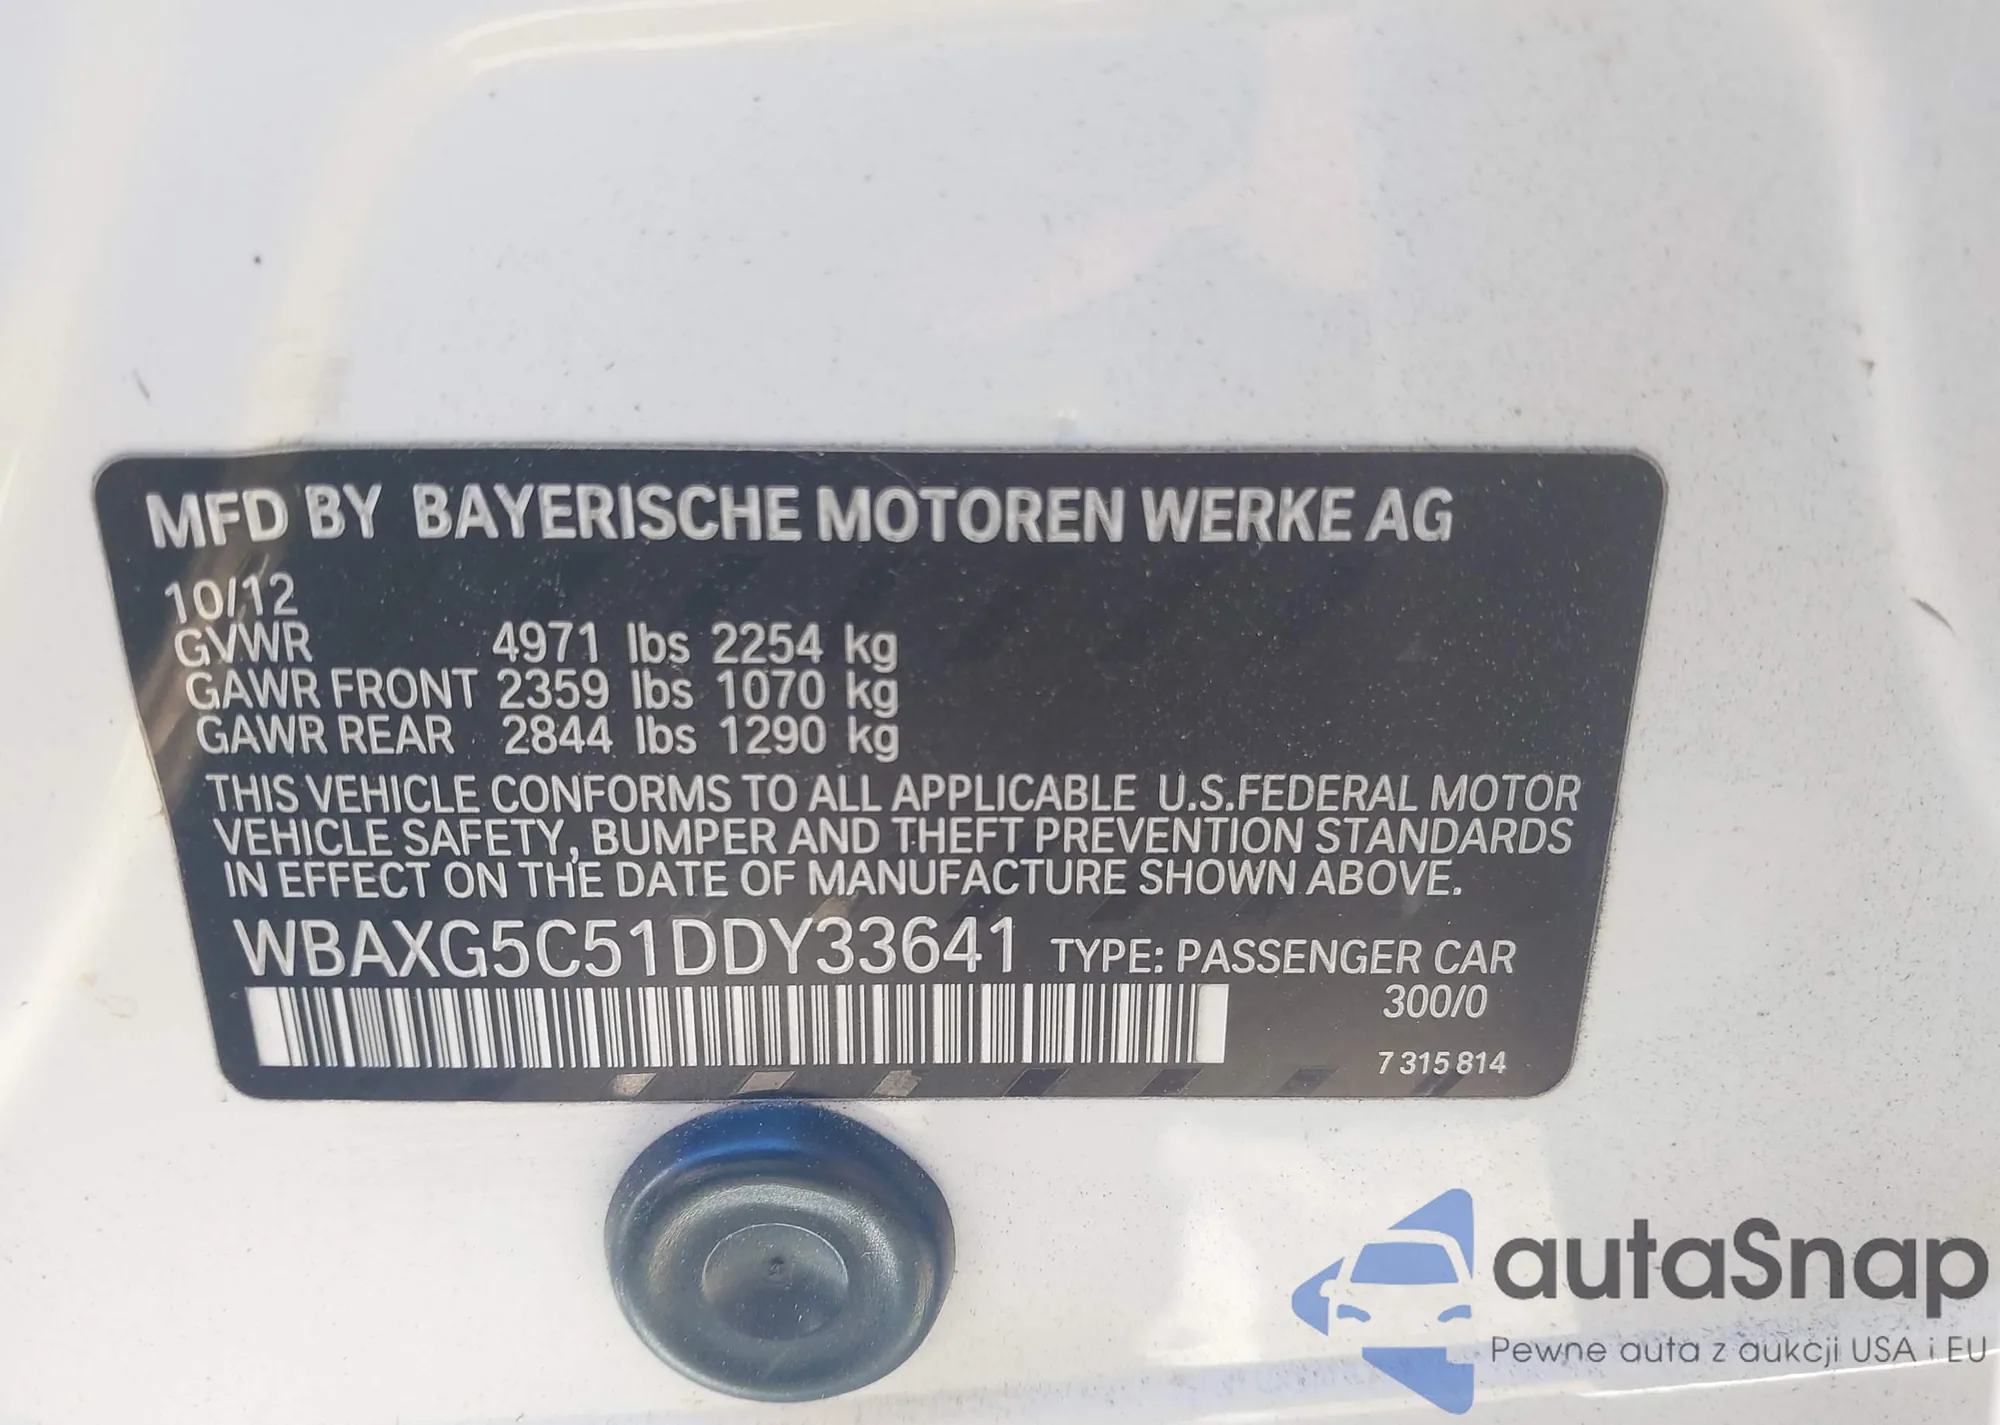 MFD BY BAYERISCHE MOTOREN WERKE AG
10/12
GVWR 4971 lbs 2254 kg
GAWR FRONT 2359 lbs 1070 kg
GAWR REAR 2844 lbs 1290 kg
THIS VEHICLE CONFORMS TO ALL APPLICABLE U.S.FEDERAL MOTOR
VEHICLE SAFETY, BUMPER AND THEFT PREVENTION STANDARDS
IN EFFECT ON THE DATE OF MANUFACTURE SHOWN ABOVE.
WBAXG5C51DDY33641 TYPE: PASSENGER CAR
300/0
7 315 814
autaSnap
Pewne auta z aukcji USA i EU